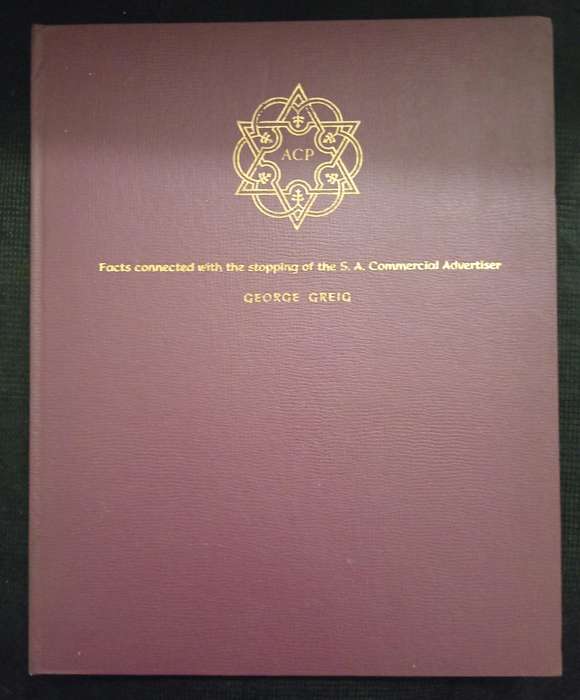 ACP
Facts connected with the stopping of the S. A. Commercial Advertiser
GEORGE GREIG